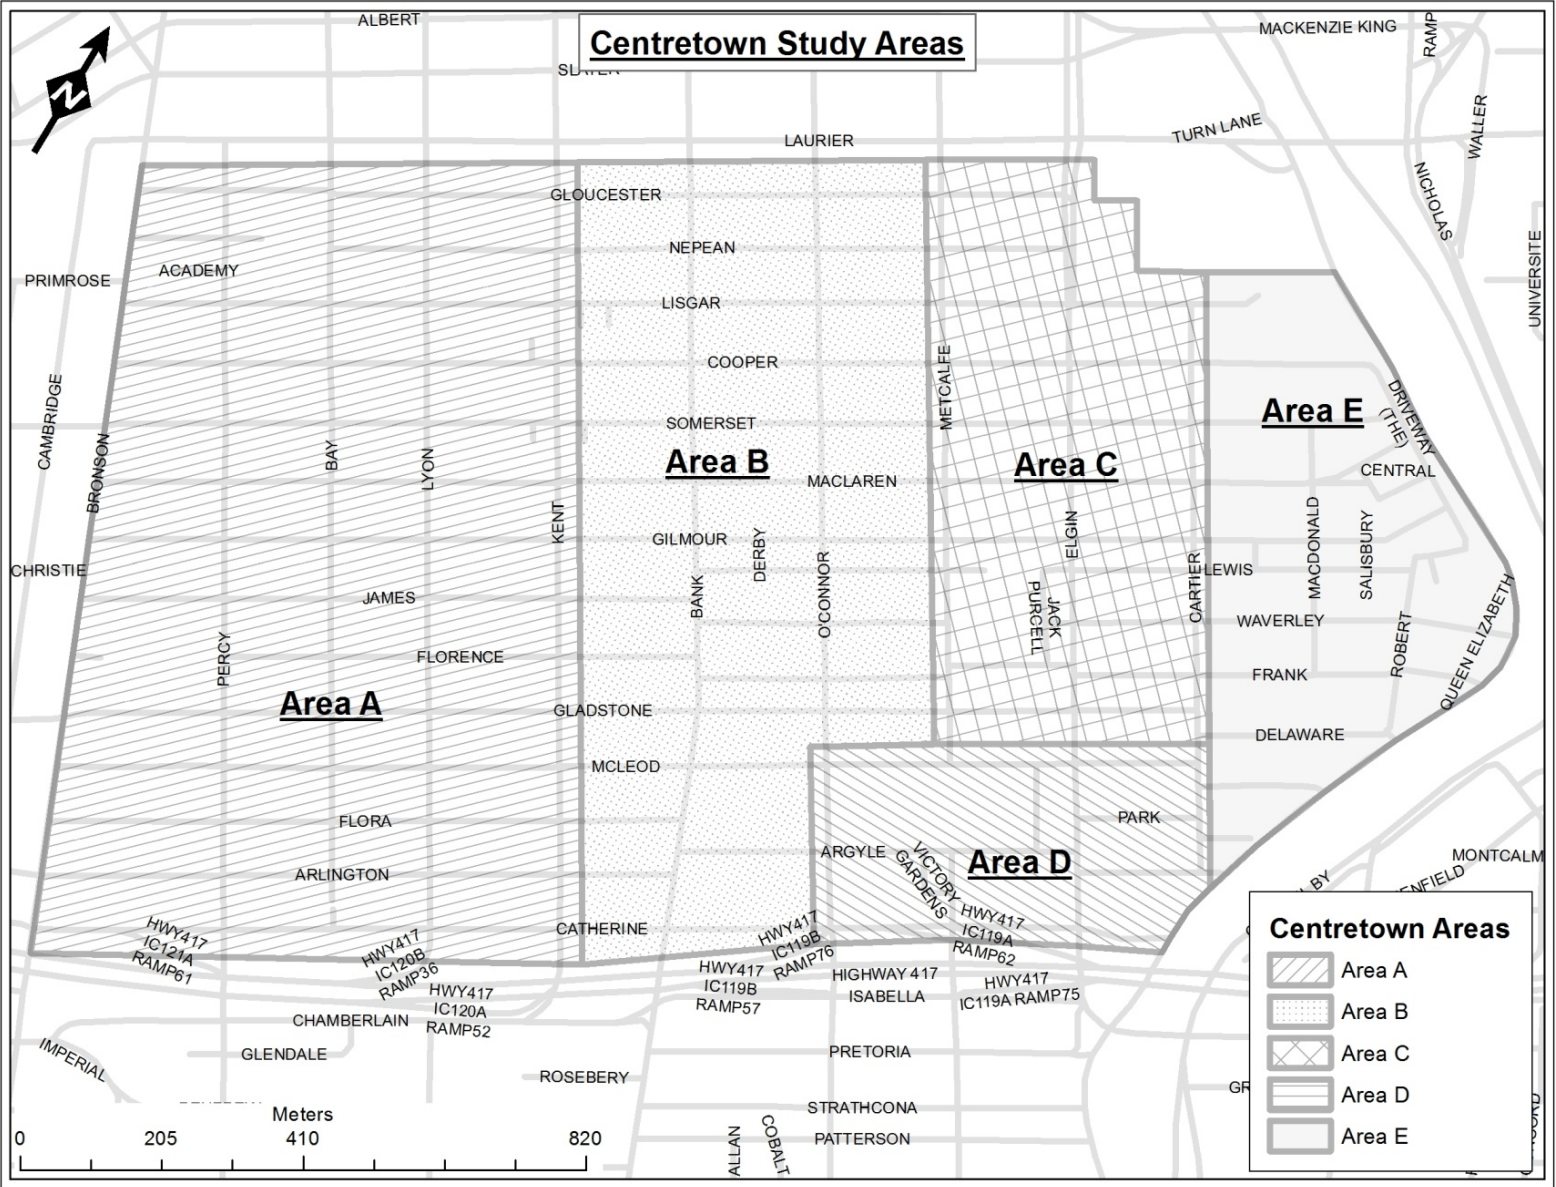 ALBERT
Centretown Study Areas
MACKENZIE KING
RAMP
SLATER
N
WALLER
TURN LANE
LAURIER
NICHOLAS
GLOUCESTER
UNIVERSITE
NEPEAN
ACADEMY
PRIMROSE
LISGAR
COOPER
METCALFE
DRIVEWAY
(THE)
CAMBRIDGE
Area E
SOMERSET
BRONSON
BAY
LYON
Area B
Area C
CENTRAL
MACLAREN
KENT
GILMOUR
DERBY
ELGIN
MACDONALD
SALISBURY
CHRISTIE
LEWIS
CARTIER
BANK
O'CONNOR
JAMES
JACK
PURCELL
WAVERLEY
QUEEN ELIZABETH
PERCY
FLORENCE
ROBERT
FRANK
Area A
GLADSTONE
DELAWARE
MCLEOD
FLORA
PARK
ARGYLE
VICTORY
GARDENS
Area D
MONTCALM
ARLINGTON
BY
CATHERINE
HWY417
IC121A
RAMP61
HWY417
IC120B
RAMP36
HWY417
IC119B
RAMP76
HWY417
IC119A
RAMP62
HWY417
IC119B
RAMP57
HIGHWAY 417
ISABELLA
HWY417
IC119A RAMP75
HWY417
IC120A
RAMP52
CHAMBERLAIN
IMPERIAL
GLENDALE
PRETORIA
ROSEBERY
GR
STRATHCONA
PATTERSON
ALLAN
COBALT
Meters
0 205 410 820
Centretown Areas
Area A
Area B
Area C
Area D
Area E